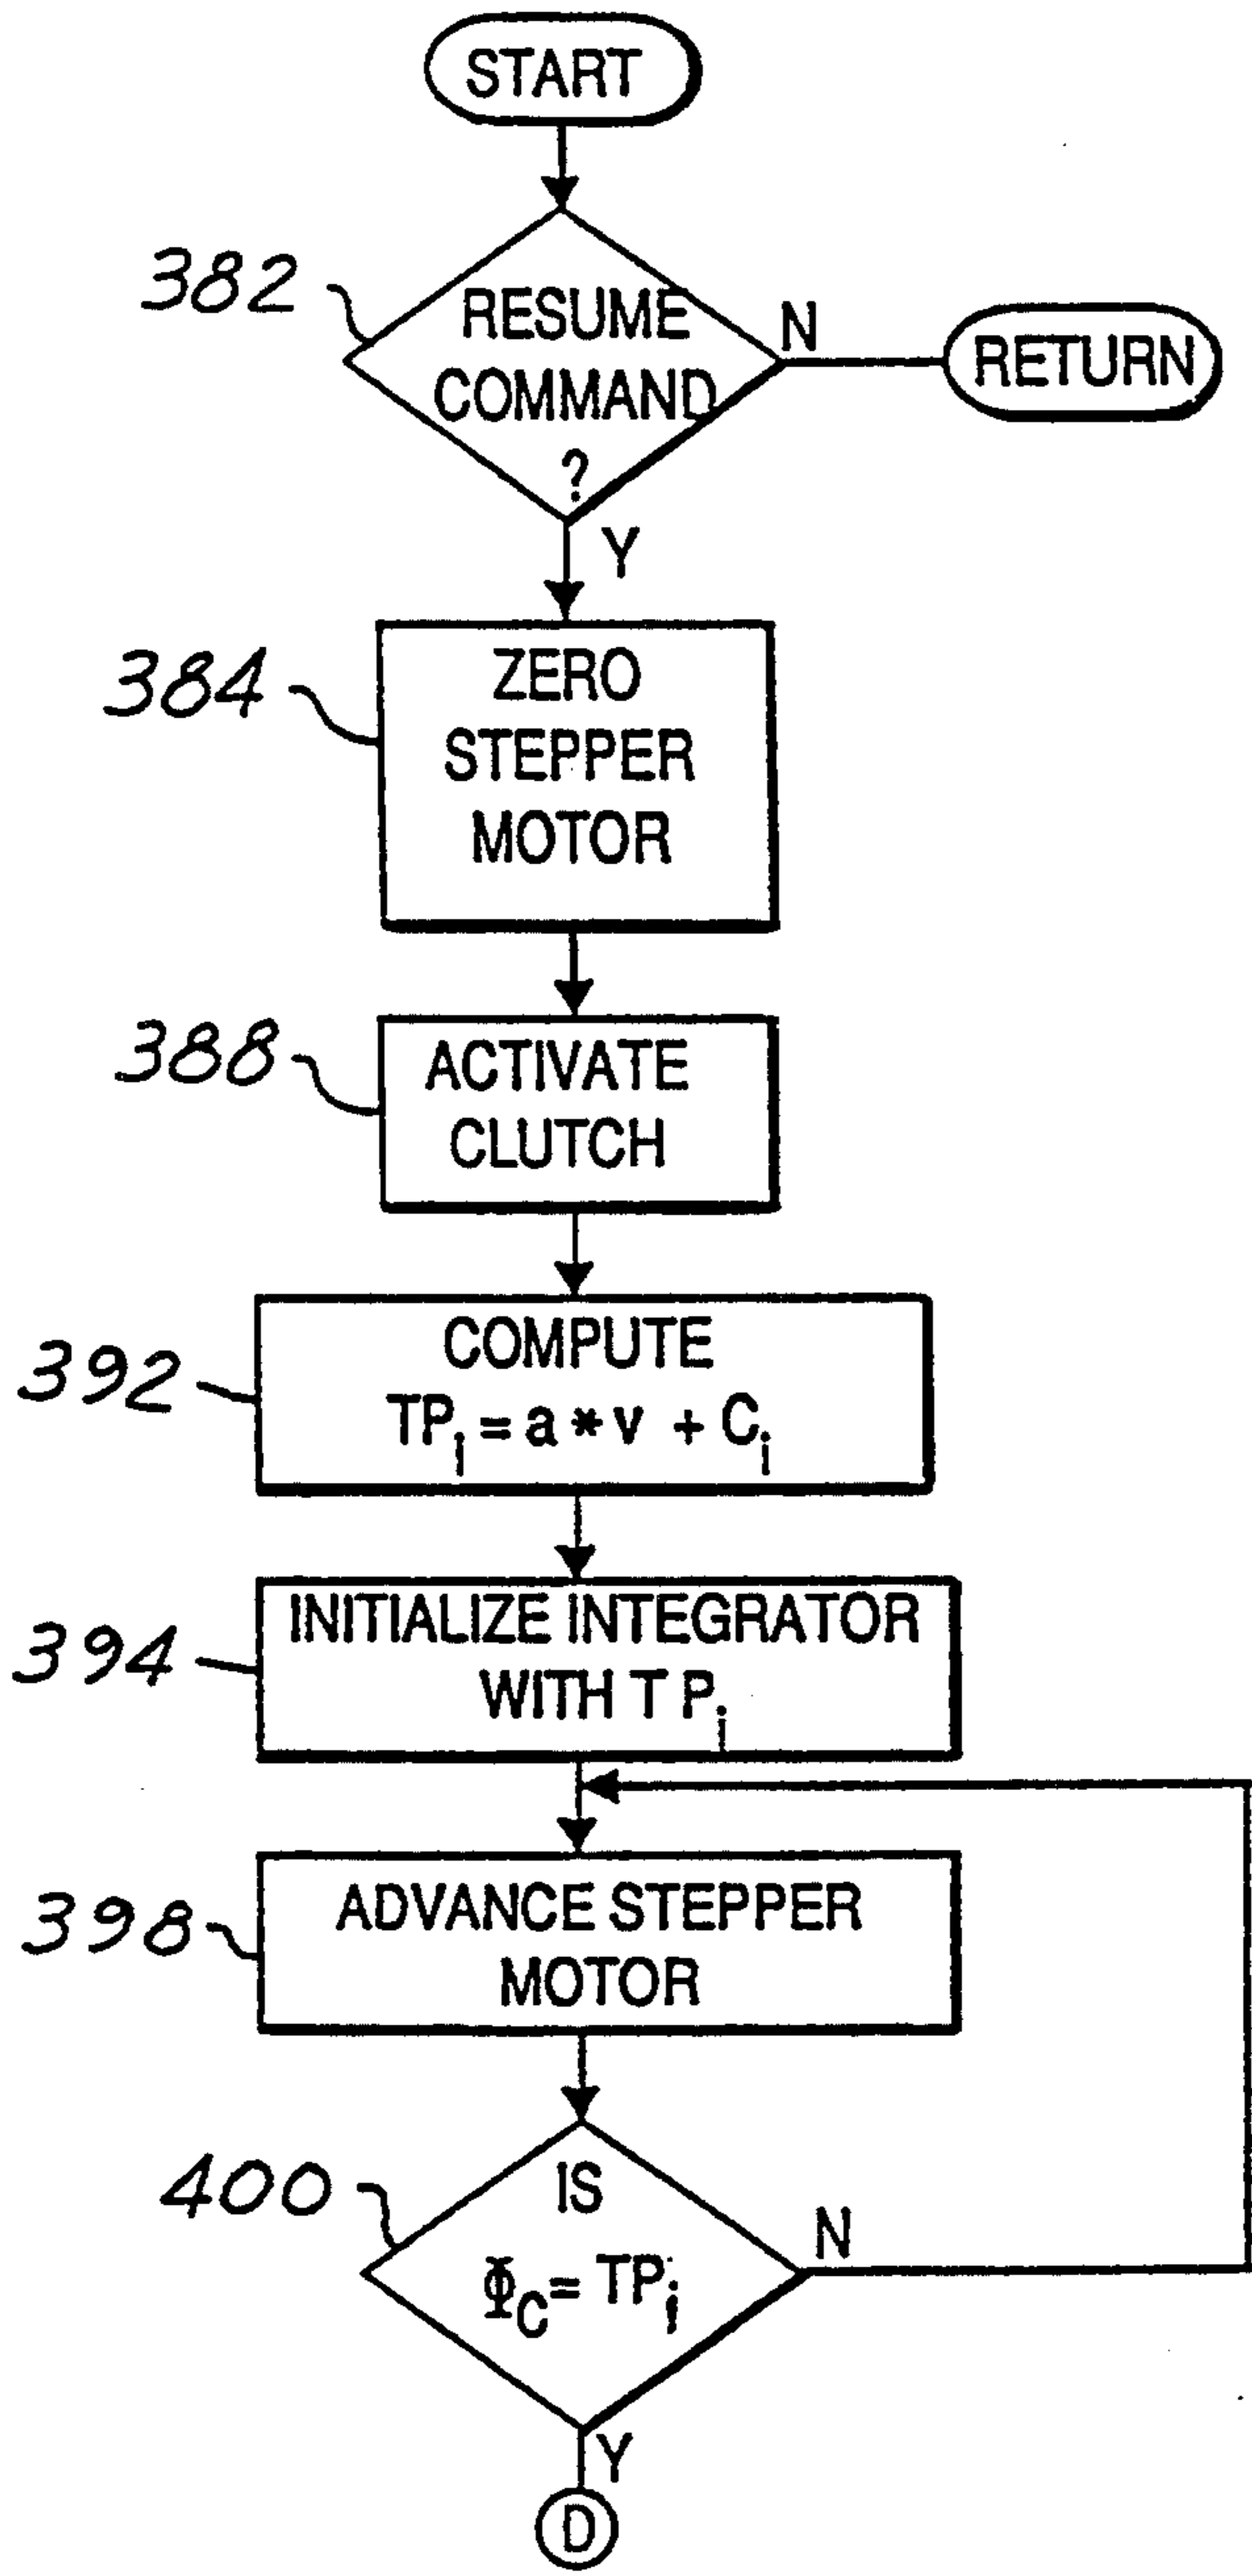 START
382
RESUME
COMMAND
?
N
RETURN
Y
384
ZERO
STEPPER
MOTOR
388
ACTIVATE
CLUTCH
392
COMPUTE
TPᵢ = a * v + Cᵢ
394
INITIALIZE INTEGRATOR
WITH T Pᵢ
398
ADVANCE STEPPER
MOTOR
400
IS
Φ_C = TPᵢ
N
Y
D